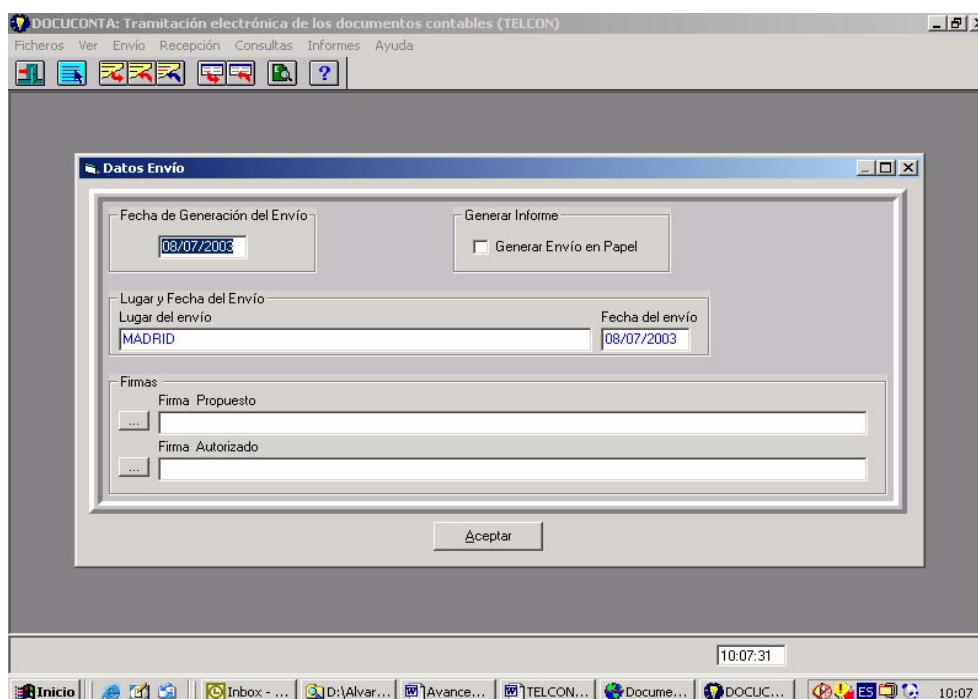 DOCUCONTA: Tramitación electrónica de los documentos contables (TELCON)
Ficheros Ver Envío Recepción Consultas Informes Ayuda
Datos Envío
Fecha de Generación del Envío
08/07/2003
Generar Informe
Generar Envío en Papel
Lugar y Fecha del Envío
Lugar del envío Fecha del envío
MADRID 08/07/2003
Firmas
Firma Propuesto
...
Firma Autorizado
...
Aceptar
10:07:31
Inicio Inbox - ... D:\Alvar... Avance... TELCON... Docume... DOCUC... ES 10:07